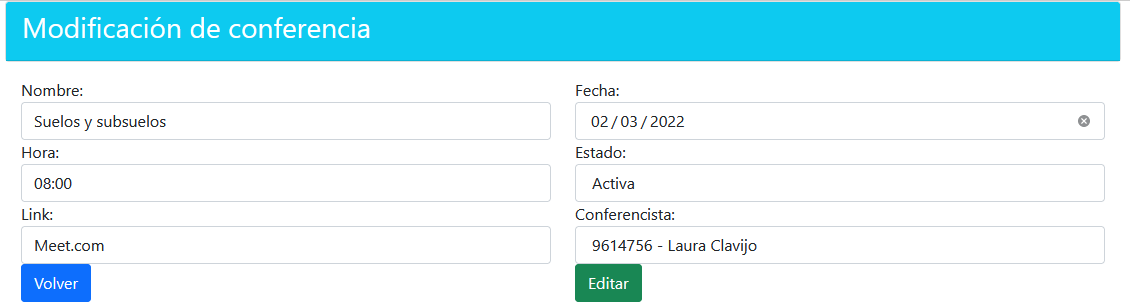 Modificación de conferencia
Nombre:
Suelos y subsuelos
Fecha:
02/03/2022
Hora:
08:00
Estado:
Activa
Link:
Meet.com
Conferencista:
9614756 - Laura Clavijo
Volver
Editar